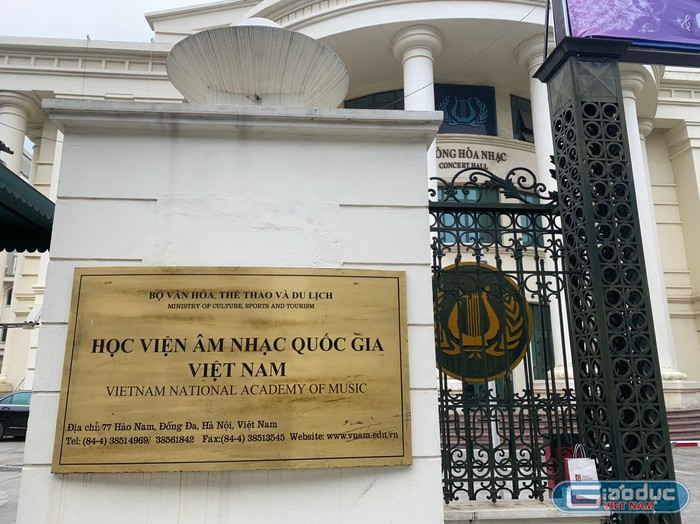 BỘ VĂN HÓA, THỂ THAO VÀ DU LỊCH
MINISTRY OF CULTURE, SPORTS AND TOURISM
HỌC VIỆN ÂM NHẠC QUỐC GIA
VIỆT NAM
VIETNAM NATIONAL ACADEMY OF MUSIC
Địa chỉ: 77 Hào Nam, Đống Đa, Hà Nội, Việt Nam
Tel: (84-4) 38514969/ 38561842 Fax:(84-4) 38513545 Website: www.vnam.edu.vn
HÒA NHẠC
CONCERT HALL
Giáo dục
VIỆT NAM